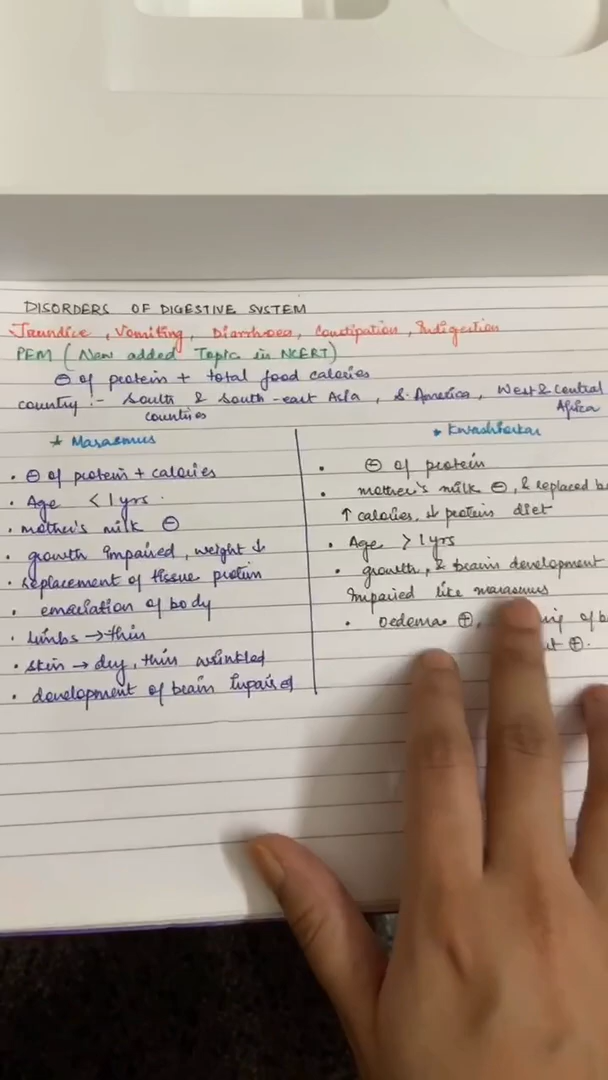 DISORDERS OF DIGESTIVE SYSTEM
Jaundice, Vomiting, Diarrhoea, Constipation, Indigestion
PEM (New added Topic in NCERT)
⊖ of protein + total food calories
country :- South & South-east Asia, S. America, West & Central Africa
countries
* Marasmus
• ⊖ of protein + calories
• Age < 1 yrs.
• mother's milk ⊖
• growth impaired, weight ↓
• replacement of tissue protein
• emaciation of body
• limbs → thin
• skin → dry, thin wrinkled
• development of brain
* Kwashiorkar
• ⊖ of protein
• mother's milk ⊖, & replaced b
↑ calories, ↓ protein diet
• Age > 1 yrs
• growth, & brain development
impaired like marasmus
• Oedema ⊕, of b
⊕.